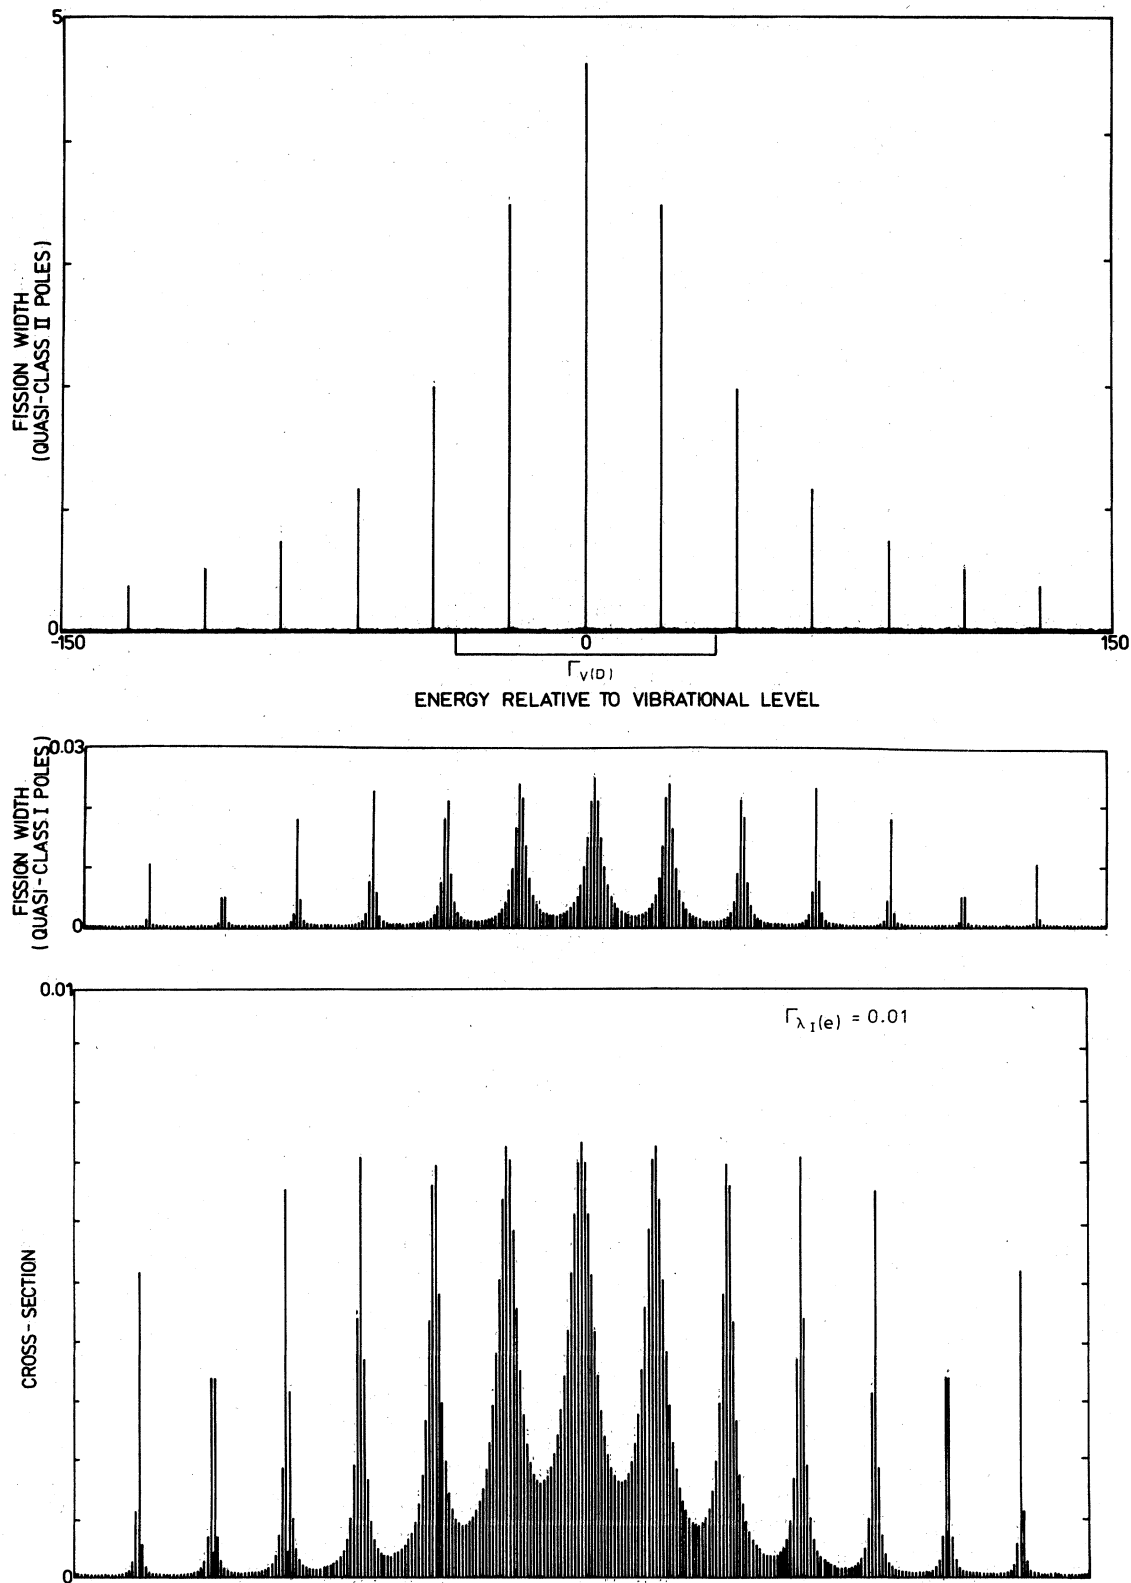 5
FISSION WIDTH
(QUASI-CLASS II POLES)
0
-150
0
150
ΓV(D)
ENERGY RELATIVE TO VIBRATIONAL LEVEL
0.03
FISSION WIDTH
(QUASI-CLASS I POLES)
0
0.01
Γλ I(e) = 0.01
CROSS-SECTION
0